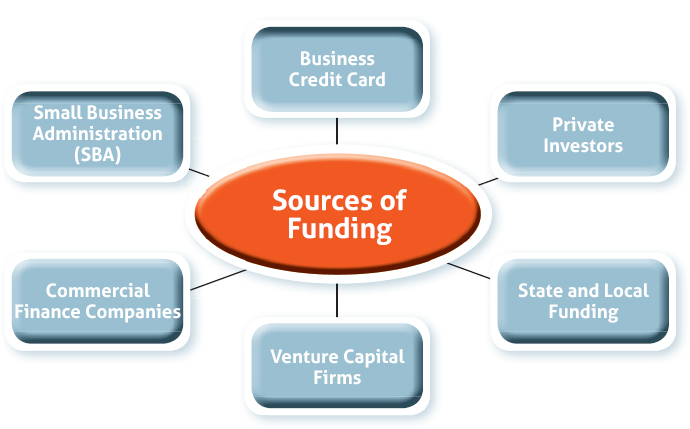 Business
Credit Card
Small Business
Administration
(SBA)
Private
Investors
Sources of
Funding
Commercial
Finance Companies
State and Local
Funding
Venture Capital
Firms